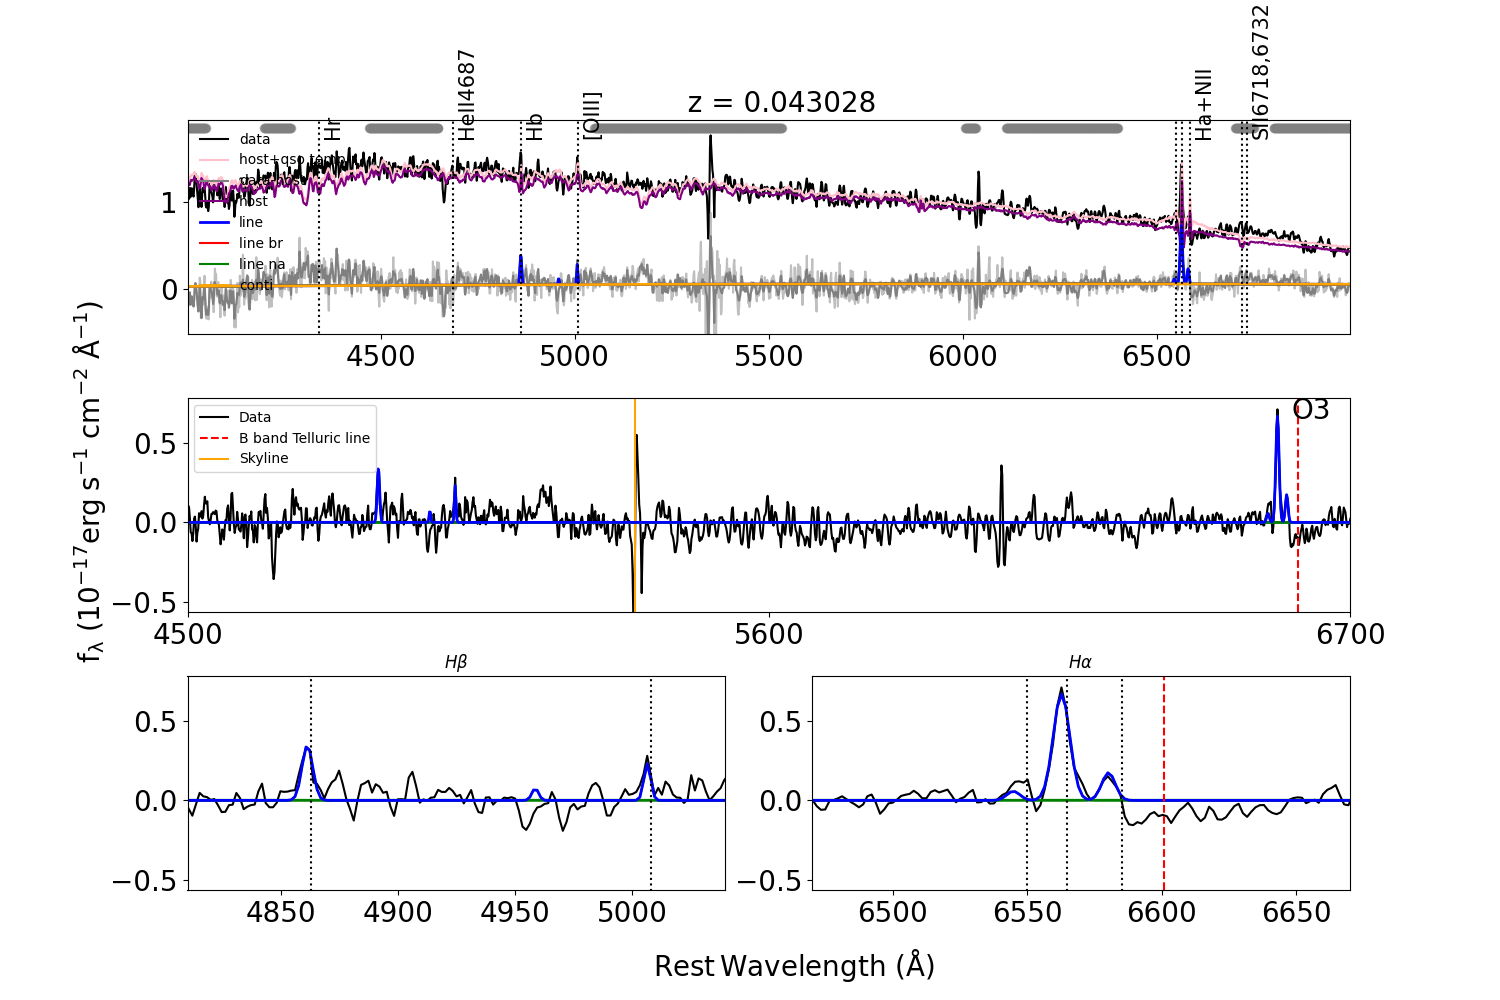 z = 0.043028
Hr
HeII4687
Hb
[OIII]
Ha+NII
SII6718,6732
data
host+qso temp
host
line
line br
line na
conti
1
0
4500 5000 5500 6000 6500
Data
B band Telluric line
Skyline
O3
0.5
0.0
−0.5
4500 5600 6700
fλ (10−17erg s−1 cm−2 Å−1)
Hβ
0.5
0.0
−0.5
4850 4900 4950 5000
Hα
0.5
0.0
−0.5
6500 6550 6600 6650
Rest Wavelength (Å)